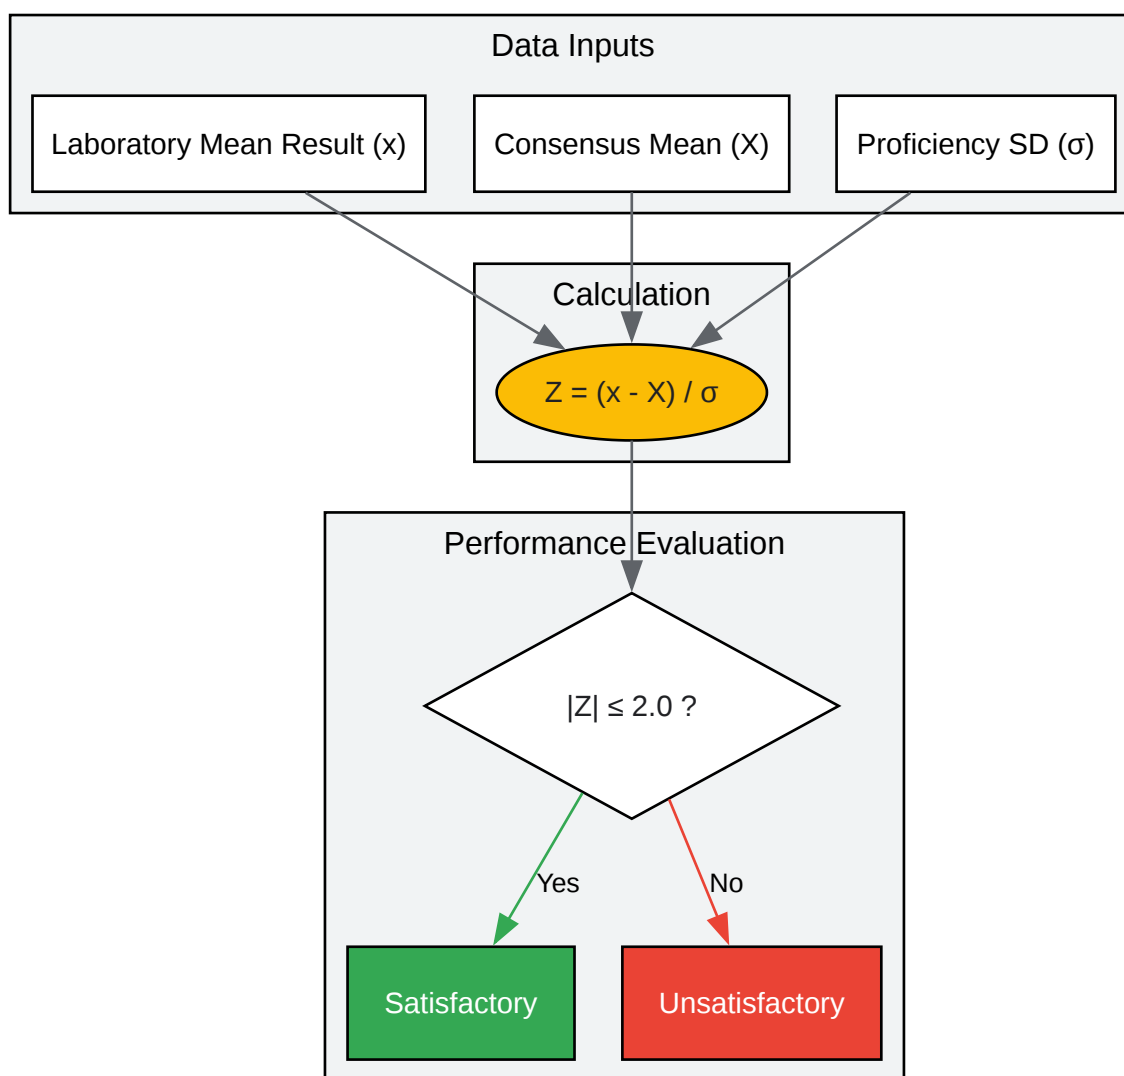 Data Inputs
Laboratory Mean Result (x)
Consensus Mean (X)
Proficiency SD (σ)
Calculation
Z = (x - X) / σ
Performance Evaluation
|Z| ≤ 2.0 ?
Yes
No
Satisfactory
Unsatisfactory